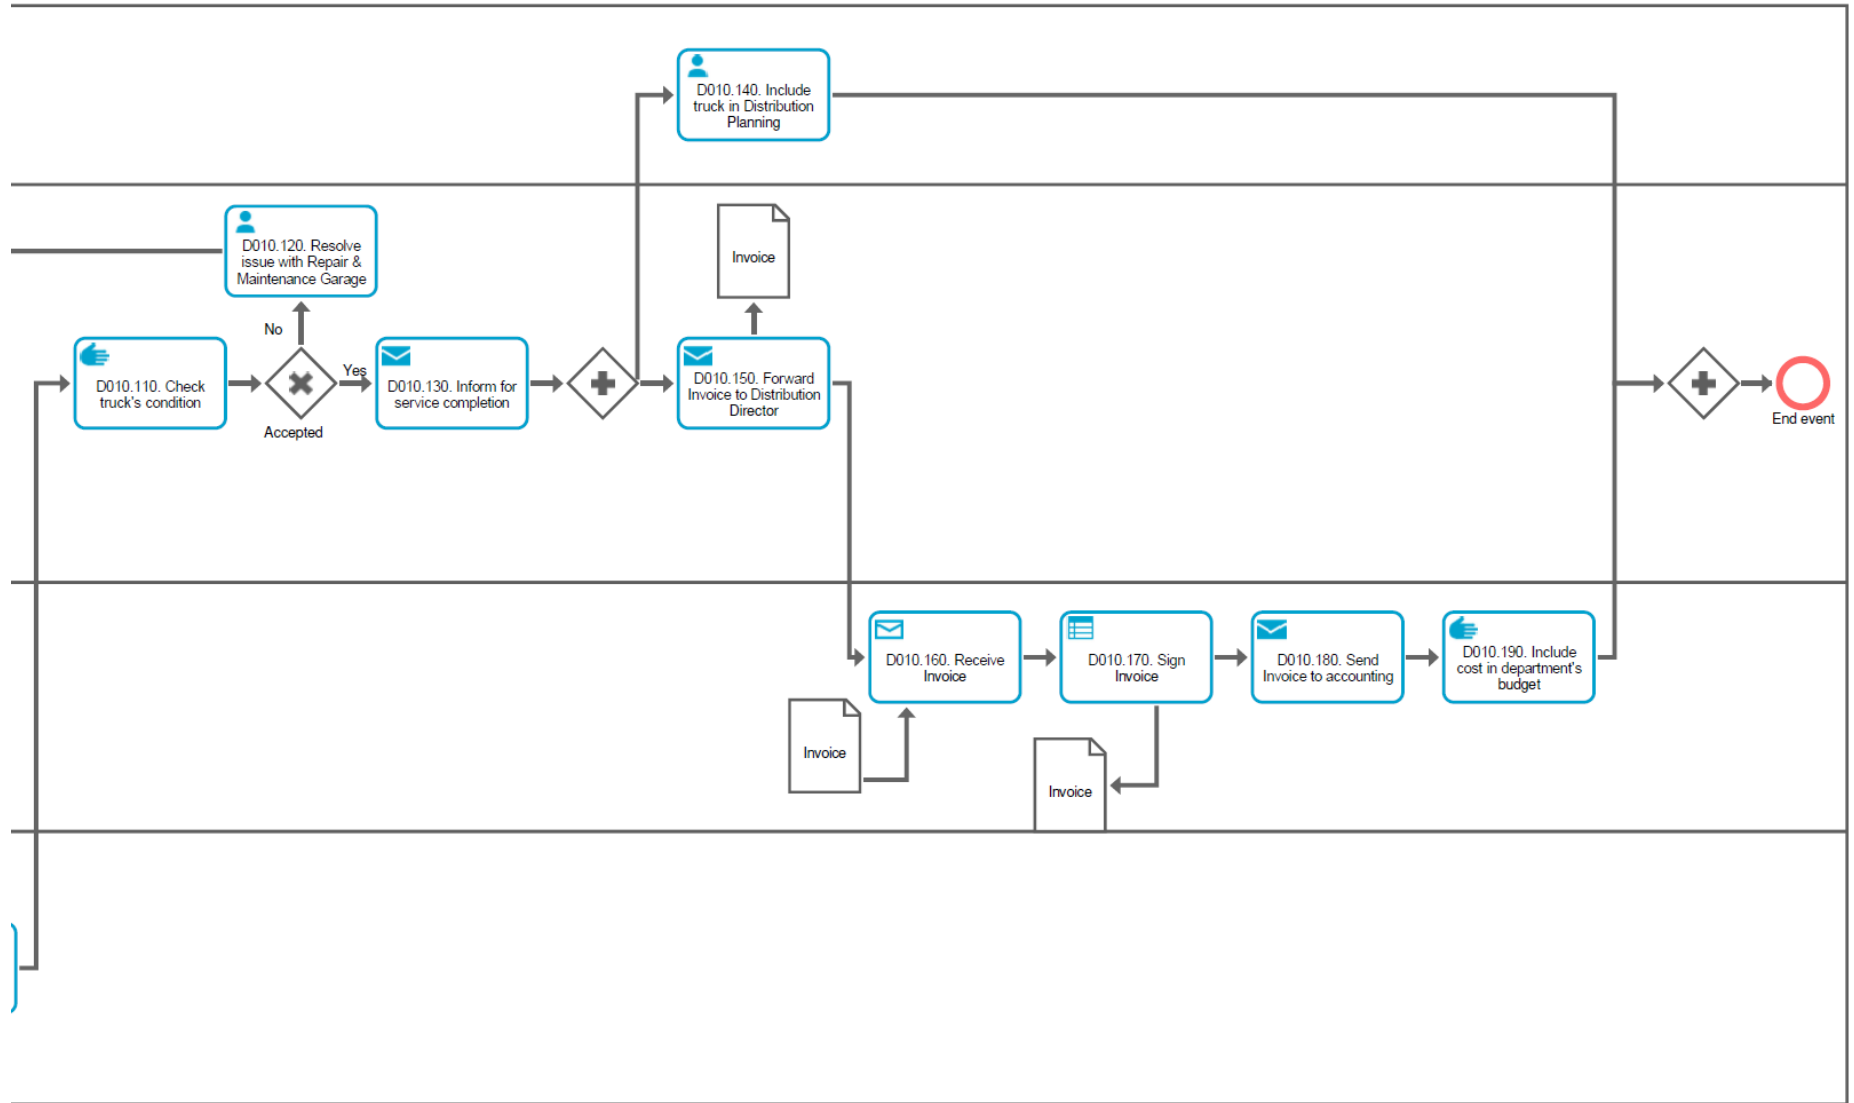 D010.140. Include
truck in Distribution
Planning
D010.120. Resolve
issue with Repair &
Maintenance Garage
Invoice
No
D010.110. Check
truck's condition
Accepted
Yes
D010.130. Inform for
service completion
D010.150. Forward
Invoice to Distribution
Director
End event
D010.160. Receive
Invoice
D010.170. Sign
Invoice
D010.180. Send
Invoice to accounting
D010.190. Include
cost in department's
budget
Invoice
Invoice